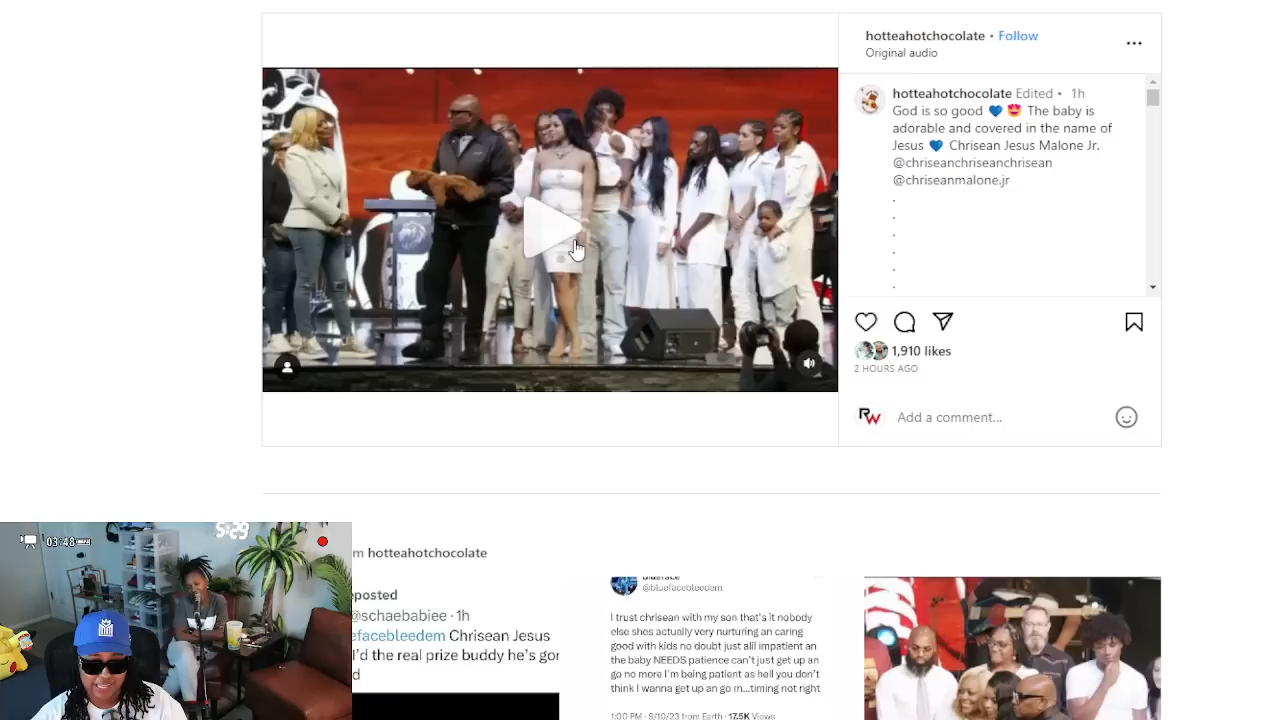 hotteahotchocolate • Follow
Original audio
hotteahotchocolate Edited • 1h
God is so good 💙 😍 The baby is
adorable and covered in the name of
Jesus 💙 Chrisean Jesus Malone Jr.
@chriseanchriseanchrisean
@chriseanmalone.jr
.
.
.
.
.
.
1,910 likes
2 HOURS AGO
RW
Add a comment...
5:29
03:48
m hotteahotchocolate
eposted
@schaebabiee · 1h
efacebleedem Chrisean Jesus
l'd the real prize buddy he's gor
d
blueface
@bluefacebleedem
I trust chrisean with my son that's it nobody
else shes actually very nurturing an caring
good with kids no doubt just alil impatient an
the baby NEEDS patience can't just get up an
go no more I'm being patient as hell you don't
think I wanna get up an go rn...timing not right
1:00 PM · 9/10/23 from Earth · 17.5K Views